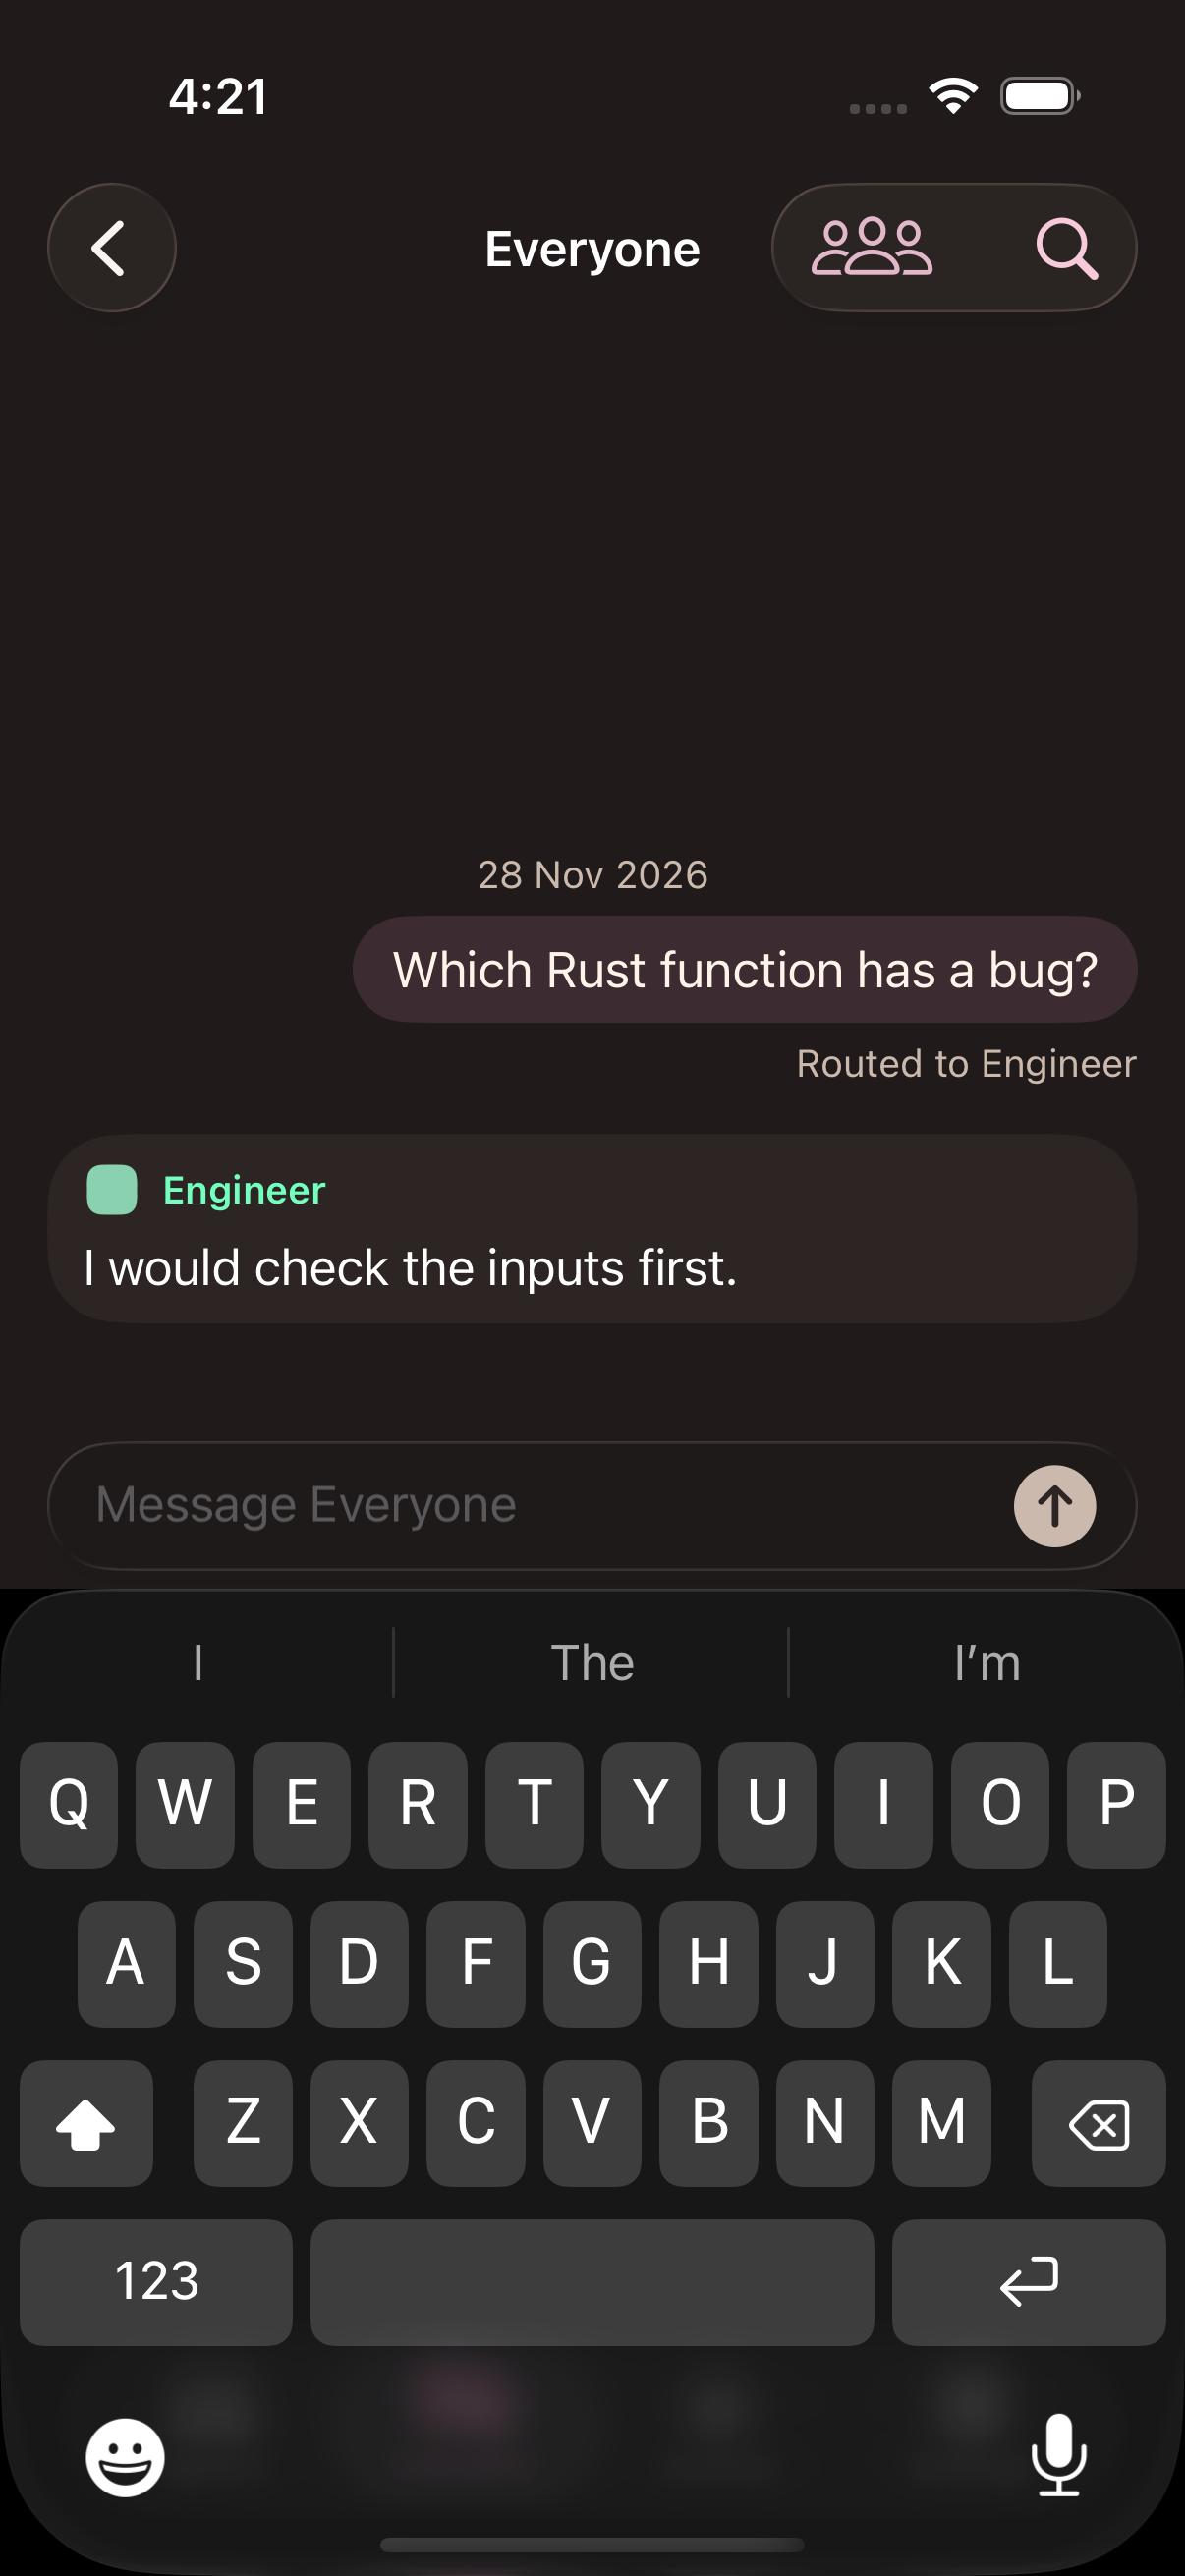 4:21
Everyone
28 Nov 2026
Which Rust function has a bug?
Routed to Engineer
Engineer
I would check the inputs first.
Message Everyone
I The I’m
Q W E R T Y U I O P
A S D F G H J K L
Z X C V B N M
123